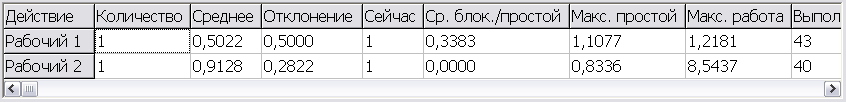 Действие Количество Среднее Отклонение Сейчас Ср. блок./простой Макс. простой Макс. работа Выпол
Рабочий 1 1 0,5022 0,5000 1 0,3383 1,1077 1,2181 43
Рабочий 2 1 0,9128 0,2822 1 0,0000 0,8336 8,5437 40